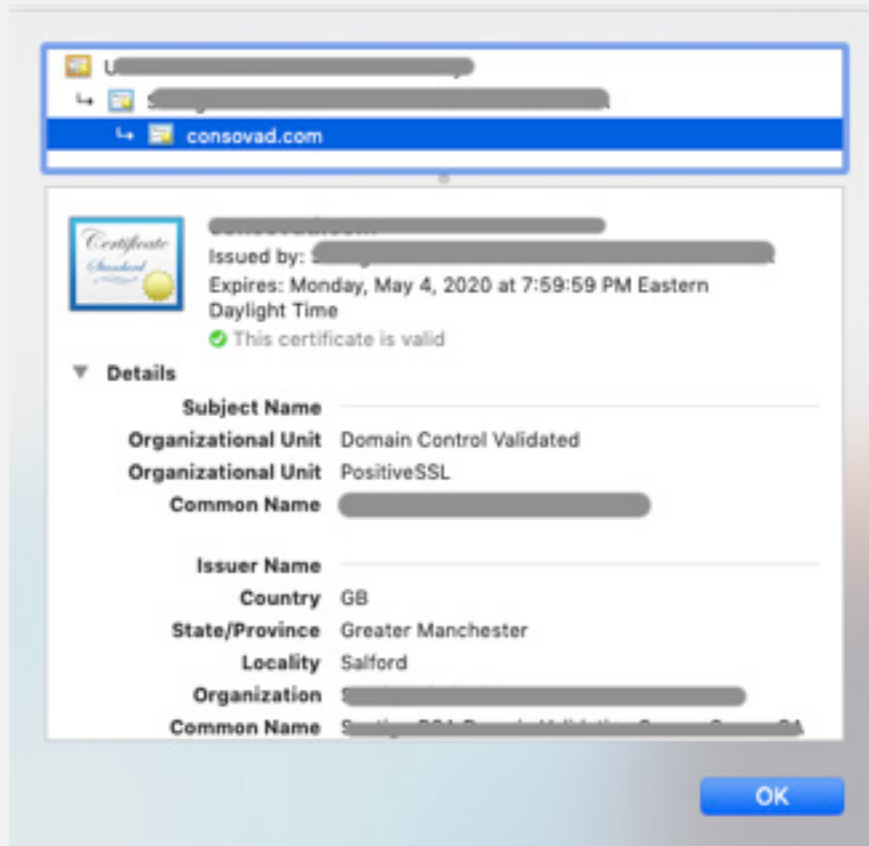 consovad.com
Certificate
Standard
Issued by:
Expires: Monday, May 4, 2020 at 7:59:59 PM Eastern
Daylight Time
This certificate is valid
Details
Subject Name
Organizational Unit Domain Control Validated
Organizational Unit PositiveSSL
Common Name
Issuer Name
Country GB
State/Province Greater Manchester
Locality Salford
Organization
Common Name
OK